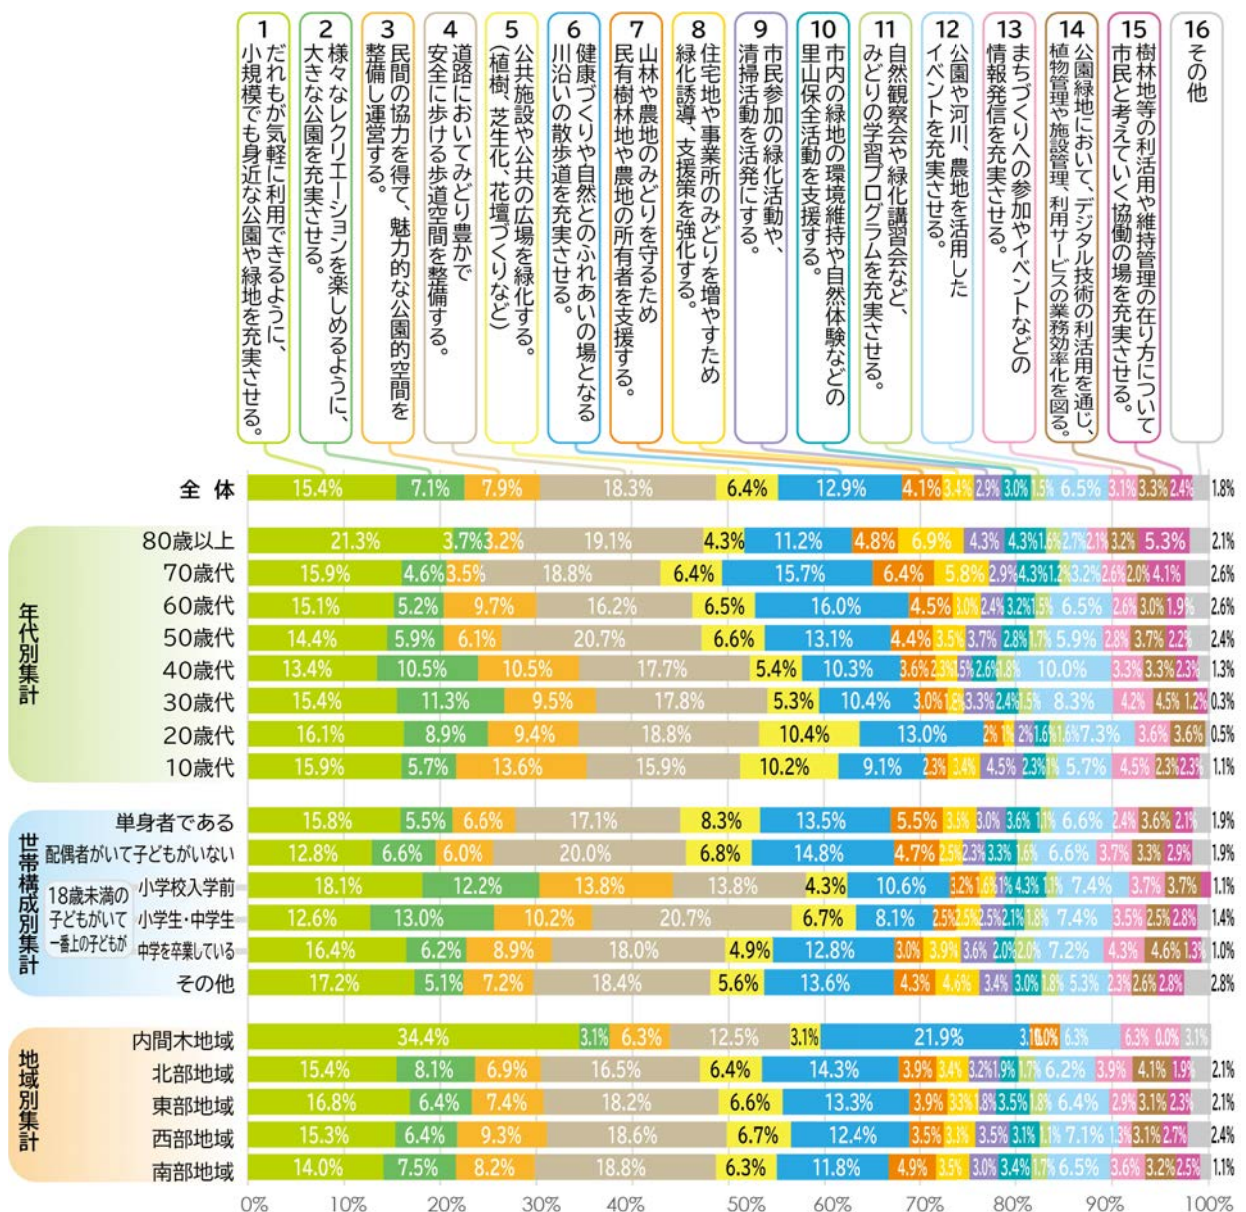 1
だれもが気軽に利用できるように、
小規模でも身近な公園や緑地を充実させる。
2
様々なレクリエーションを楽しめるように、
大きな公園を充実させる。
3
民間の協力を得て、魅力的な公園的空間を
整備し運営する。
4
道路においてみどり豊かで
安全に歩ける歩道空間を整備する。
5
公共施設や公共の広場を緑化する。
(植樹、芝生化、花壇づくりなど)
6
健康づくりや自然とのふれあいの場となる
川沿いの散歩道を充実させる。
7
山林や農地のみどりを守るため
民有樹林地や農地の所有者を支援する。
8
住宅地や事業所のみどりを増やすため
緑化誘導、支援策を強化する。
9
市民参加の緑化活動や、
清掃活動を活発にする。
10
市内の緑地の環境維持や自然体験などの
里山保全活動を支援する。
11
自然観察会や緑化講習会など、
みどりの学習プログラムを充実させる。
12
公園や河川、農地を活用した
イベントを充実させる。
13
まちづくりへの参加やイベントなどの
情報発信を充実させる。
14
公園緑地において、デジタル技術の利活用を通じ、
植物管理や施設管理、利用サービスの業務効率化を図る。
15
樹林地等の利活用や維持管理の在り方について
市民と考えていく協働の場を充実させる。
16
その他
全体 15.4% 7.1% 7.9% 18.3% 6.4% 12.9% 4.1% 3.4% 2.9% 3.0% 1.5% 6.5% 3.1% 3.3% 2.4% 1.8%
年代別集計
80歳以上 21.3% 3.7% 3.2% 19.1% 4.3% 11.2% 4.8% 6.9% 4.3% 4.3% 1.6% 2.7% 2.1% 3.2% 5.3% 2.1%
70歳代 15.9% 4.6% 3.5% 18.8% 6.4% 15.7% 6.4% 5.8% 2.9% 4.3% 1.2% 3.2% 2.6% 2.0% 4.1% 2.6%
60歳代 15.1% 5.2% 9.7% 16.2% 6.5% 16.0% 4.5% 3.0% 2.4% 3.2% 1.5% 6.5% 2.6% 3.0% 1.9% 2.6%
50歳代 14.4% 5.9% 6.1% 20.7% 6.6% 13.1% 4.4% 3.5% 3.7% 2.8% 1.7% 5.9% 2.8% 3.7% 2.2% 2.4%
40歳代 13.4% 10.5% 10.5% 17.7% 5.4% 10.3% 3.6% 2.3% 1.5% 2.6% 1.8% 10.0% 3.3% 3.3% 2.3% 1.3%
30歳代 15.4% 11.3% 9.5% 17.8% 5.3% 10.4% 3.0% 3.3% 2.4% 1.5% 8.3% 4.2% 4.5% 1.2% 0.3%
20歳代 16.1% 8.9% 9.4% 18.8% 10.4% 13.0% 2% 1% 2% 1.6% 1.6% 7.3% 3.6% 3.6% 0.5%
10歳代 15.9% 5.7% 13.6% 15.9% 10.2% 9.1% 2.3% 3.4% 4.5% 2.3% 1% 5.7% 4.5% 2.3% 2.3% 1.1%
世帯構成別集計
単身者である 15.8% 5.5% 6.6% 17.1% 8.3% 13.5% 5.5% 3.5% 3.0% 3.6% 1.1% 6.6% 2.4% 3.6% 2.1% 1.9%
配偶者がいて子どもがいない 12.8% 6.6% 6.0% 20.0% 6.8% 14.8% 4.7% 2.5% 2.3% 3.3% 1.6% 6.6% 3.7% 3.3% 2.9% 1.9%
18歳未満の
子どもがいて
一番上の子どもが
小学校入学前 18.1% 12.2% 13.8% 13.8% 4.3% 10.6% 3.2% 1.6% 1% 4.3% 1.1% 7.4% 3.7% 3.7% 1.1%
小学生・中学生 12.6% 13.0% 10.2% 20.7% 6.7% 8.1% 2.5% 2.5% 2.5% 2.1% 1.8% 7.4% 3.5% 2.5% 2.8% 1.4%
中学を卒業している 16.4% 6.2% 8.9% 18.0% 4.9% 12.8% 3.0% 3.9% 3.6% 2.0% 2.0% 7.2% 4.3% 4.6% 1.3% 1.0%
その他 17.2% 5.1% 7.2% 18.4% 5.6% 13.6% 4.3% 4.6% 3.4% 3.0% 1.8% 5.3% 2.3% 2.6% 2.8% 2.8%
地域別集計
内間木地域 34.4% 3.1% 6.3% 12.5% 3.1% 21.9% 0.0% 6.3% 6.3% 0.0% 3.1%
北部地域 15.4% 8.1% 6.9% 16.5% 6.4% 14.3% 3.9% 3.4% 3.2% 1.9% 1.7% 6.2% 3.9% 4.1% 1.9% 2.1%
東部地域 16.8% 6.4% 7.4% 18.2% 6.6% 13.3% 3.9% 3.3% 1.8% 3.5% 1.8% 6.4% 2.9% 3.1% 2.3% 2.1%
西部地域 15.3% 6.4% 9.3% 18.6% 6.7% 12.4% 3.5% 3.3% 3.5% 3.1% 1.1% 7.1% 1.3% 3.1% 2.7% 2.4%
南部地域 14.0% 7.5% 8.2% 18.8% 6.3% 11.8% 4.9% 3.5% 3.0% 3.4% 1.7% 6.5% 3.6% 3.2% 2.5% 1.1%
0% 10% 20% 30% 40% 50% 60% 70% 80% 90% 100%